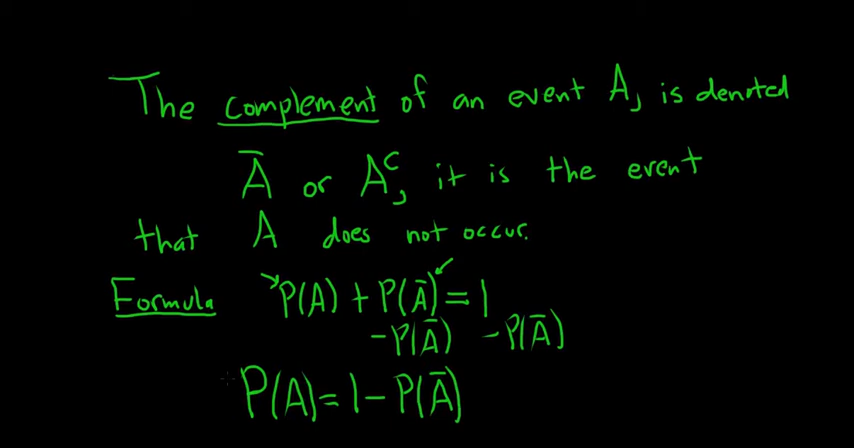 The complement of an event A, is denoted
Ā or Aᶜ, it is the event
that A does not occur.
Formula P(A) + P(Ā) = 1
-P(Ā) -P(Ā)
P(A) = 1 - P(Ā)